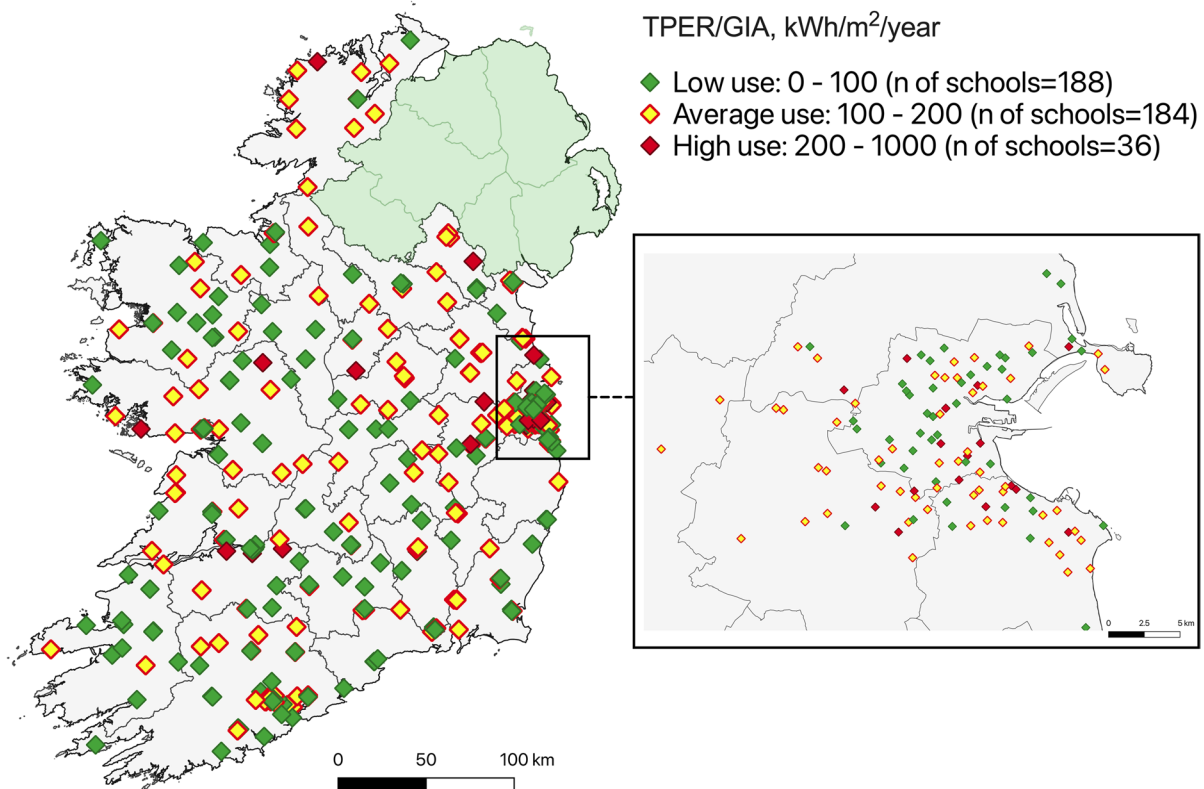 TPER/GIA, kWh/m²/year
Low use: 0 - 100 (n of schools=188)
Average use: 100 - 200 (n of schools=184)
High use: 200 - 1000 (n of schools=36)
0 2.5 5 km
0 50 100 km